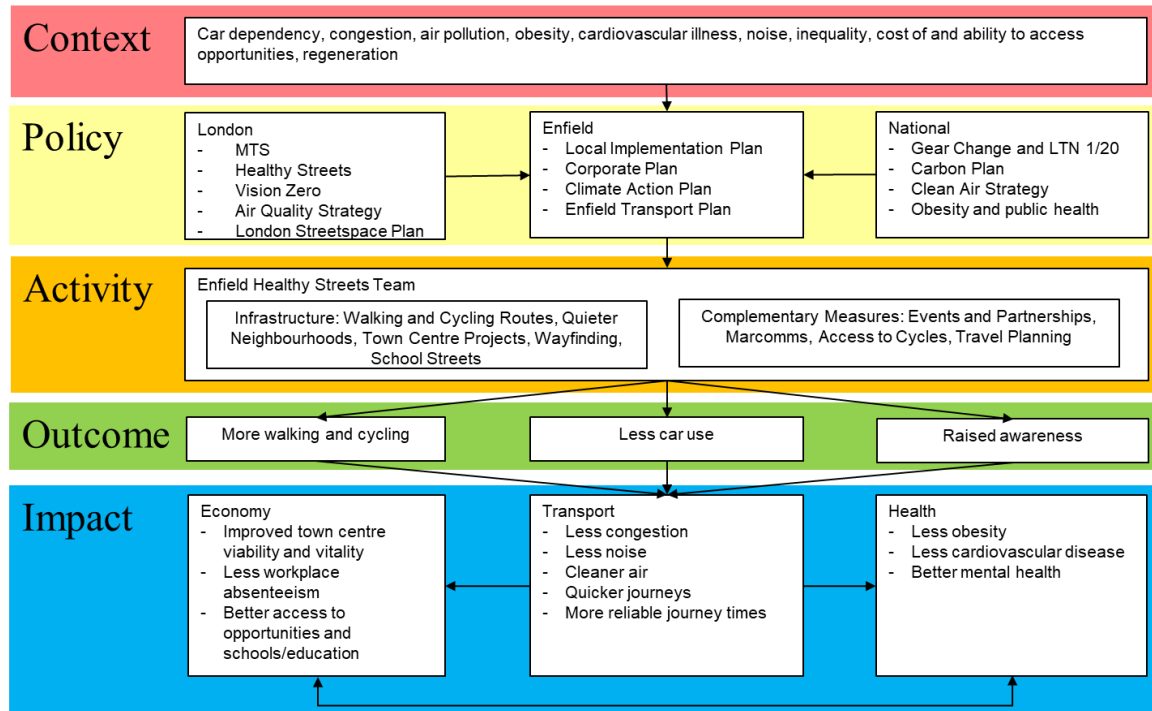 Context
Car dependency, congestion, air pollution, obesity, cardiovascular illness, noise, inequality, cost of and ability to access
opportunities, regeneration
Policy
London
- MTS
- Healthy Streets
- Vision Zero
- Air Quality Strategy
- London Streetspace Plan
Enfield
- Local Implementation Plan
- Corporate Plan
- Climate Action Plan
- Enfield Transport Plan
National
- Gear Change and LTN 1/20
- Carbon Plan
- Clean Air Strategy
- Obesity and public health
Activity
Enfield Healthy Streets Team
Infrastructure: Walking and Cycling Routes, Quieter
Neighbourhoods, Town Centre Projects, Wayfinding,
School Streets
Complementary Measures: Events and Partnerships,
Marcomms, Access to Cycles, Travel Planning
Outcome
More walking and cycling
Less car use
Raised awareness
Impact
Economy
- Improved town centre
viability and vitality
- Less workplace
absenteeism
- Better access to
opportunities and
schools/education
Transport
- Less congestion
- Less noise
- Cleaner air
- Quicker journeys
- More reliable journey times
Health
- Less obesity
- Less cardiovascular disease
- Better mental health